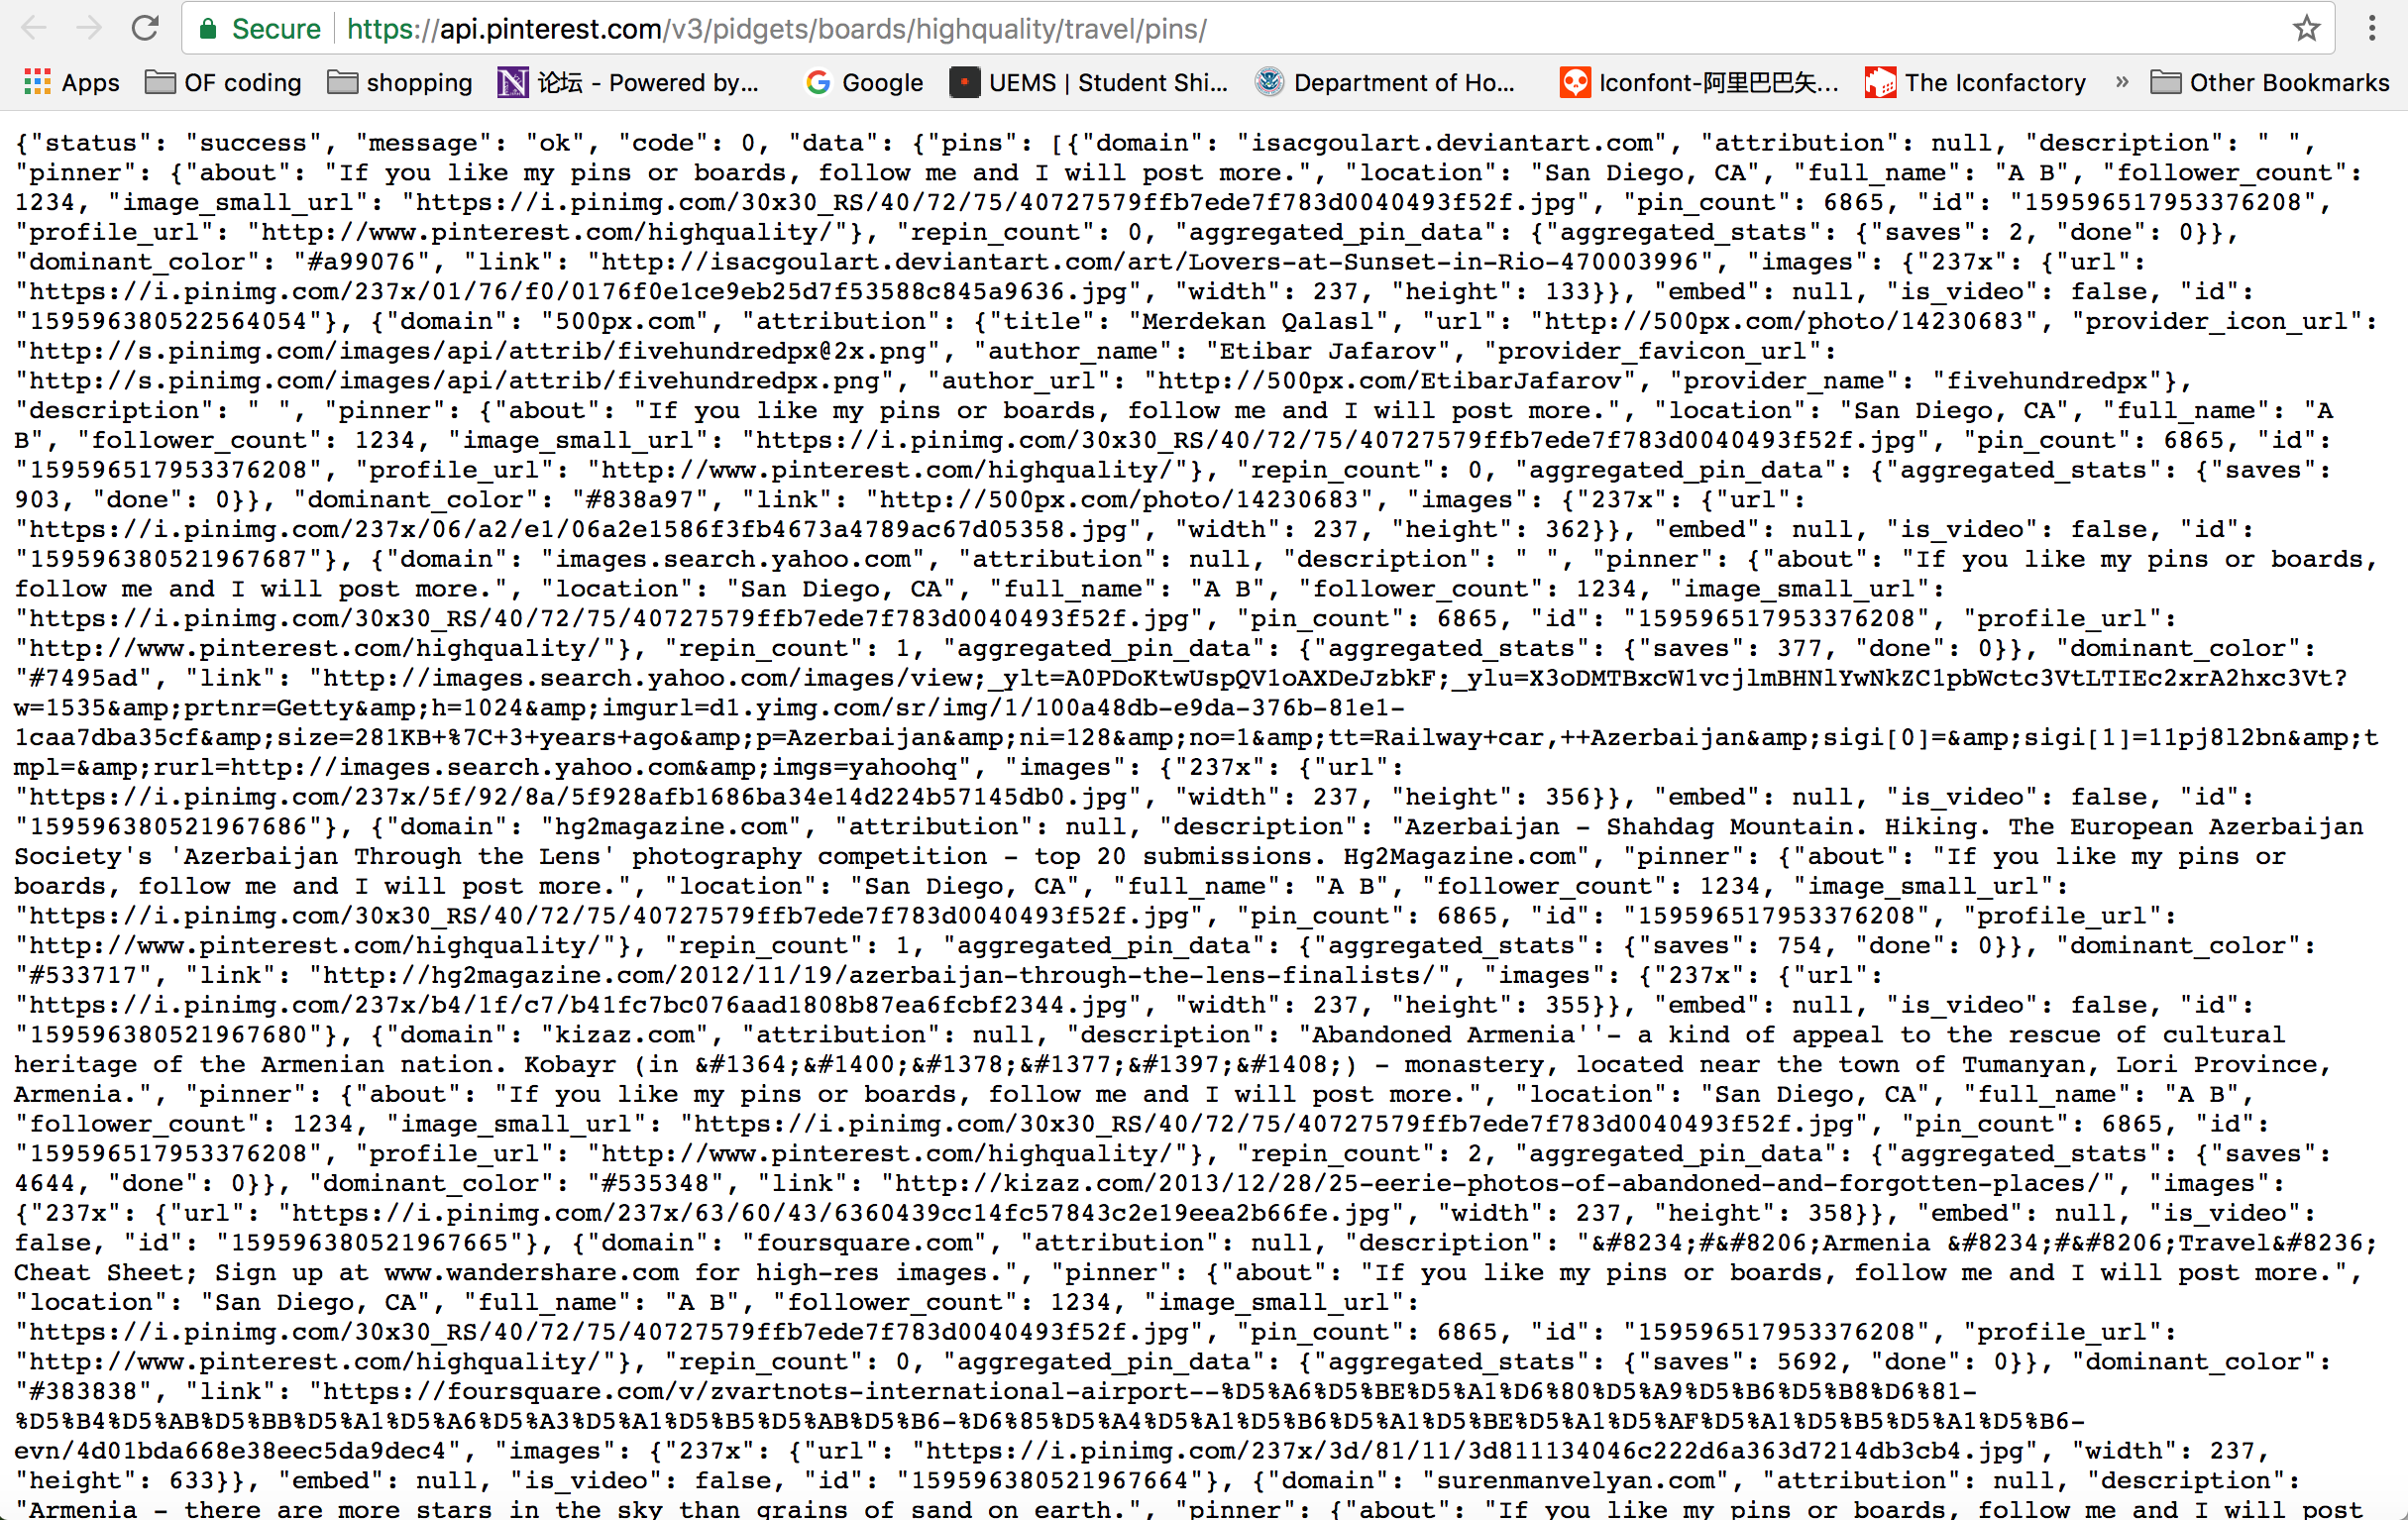 Secure https://api.pinterest.com/v3/pidgets/boards/highquality/travel/pins/
Apps OF coding shopping 论坛 - Powered by... Google UEMS | Student Shi... Department of Ho... Iconfont-阿里巴巴矢... The Iconfactory » Other Bookmarks
{"status": "success", "message": "ok", "code": 0, "data": {"pins": [{"domain": "isacgoulart.deviantart.com", "attribution": null, "description": " ",
"pinner": {"about": "If you like my pins or boards, follow me and I will post more.", "location": "San Diego, CA", "full_name": "A B", "follower_count":
1234, "image_small_url": "https://i.pinimg.com/30x30_RS/40/72/75/40727579ffb7ede7f783d0040493f52f.jpg", "pin_count": 6865, "id": "159596517953376208",
"profile_url": "http://www.pinterest.com/highquality/"}, "repin_count": 0, "aggregated_pin_data": {"aggregated_stats": {"saves": 2, "done": 0}},
"dominant_color": "#a99076", "link": "http://isacgoulart.deviantart.com/art/Lovers-at-Sunset-in-Rio-470003996", "images": {"237x": {"url":
"https://i.pinimg.com/237x/01/76/f0/0176f0e1ce9eb25d7f53588c845a9636.jpg", "width": 237, "height": 133}}, "embed": null, "is_video": false, "id":
"159596380522564054"}, {"domain": "500px.com", "attribution": {"title": "Merdekan Qalasl", "url": "http://500px.com/photo/14230683", "provider_icon_url":
"http://s.pinimg.com/images/api/attrib/fivehundredpx@2x.png", "author_name": "Etibar Jafarov", "provider_favicon_url":
"http://s.pinimg.com/images/api/attrib/fivehundredpx.png", "author_url": "http://500px.com/EtibarJafarov", "provider_name": "fivehundredpx"},
"description": " ", "pinner": {"about": "If you like my pins or boards, follow me and I will post more.", "location": "San Diego, CA", "full_name": "A
B", "follower_count": 1234, "image_small_url": "https://i.pinimg.com/30x30_RS/40/72/75/40727579ffb7ede7f783d0040493f52f.jpg", "pin_count": 6865, "id":
"159596517953376208", "profile_url": "http://www.pinterest.com/highquality/"}, "repin_count": 0, "aggregated_pin_data": {"aggregated_stats": {"saves":
903, "done": 0}}, "dominant_color": "#838a97", "link": "http://500px.com/photo/14230683", "images": {"237x": {"url":
"https://i.pinimg.com/237x/06/a2/e1/06a2e1586f3fb4673a4789ac67d05358.jpg", "width": 237, "height": 362}}, "embed": null, "is_video": false, "id":
"159596380521967687"}, {"domain": "images.search.yahoo.com", "attribution": null, "description": " ", "pinner": {"about": "If you like my pins or boards,
follow me and I will post more.", "location": "San Diego, CA", "full_name": "A B", "follower_count": 1234, "image_small_url":
"https://i.pinimg.com/30x30_RS/40/72/75/40727579ffb7ede7f783d0040493f52f.jpg", "pin_count": 6865, "id": "159596517953376208", "profile_url":
"http://www.pinterest.com/highquality/"}, "repin_count": 1, "aggregated_pin_data": {"aggregated_stats": {"saves": 377, "done": 0}}, "dominant_color":
"#7495ad", "link": "http://images.search.yahoo.com/images/view;_ylt=A0PDoKtwUspQV1oAXDeJzbkF;_ylu=X3oDMTBxcW1vcjlmBHNlYwNkZC1pbWctc3VtLTIEc2xrA2hxc3Vt?
w=1535&amp;prtnr=Getty&amp;h=1024&amp;imgurl=d1.yimg.com/sr/img/1/100a48db-e9da-376b-81e1-
1caa7dba35cf&amp;size=281KB+%7C+3+years+ago&amp;p=Azerbaijan&amp;ni=128&amp;no=1&amp;tt=Railway+car,++Azerbaijan&amp;sigi[0]=&amp;sigi[1]=11pj8l2bn&amp;t
mpl=&amp;rurl=http://images.search.yahoo.com&amp;imgs=yahoohq", "images": {"237x": {"url":
"https://i.pinimg.com/237x/5f/92/8a/5f928afb1686ba34e14d224b57145db0.jpg", "width": 237, "height": 356}}, "embed": null, "is_video": false, "id":
"159596380521967686"}, {"domain": "hg2magazine.com", "attribution": null, "description": "Azerbaijan - Shahdag Mountain. Hiking. The European Azerbaijan
Society's 'Azerbaijan Through the Lens' photography competition - top 20 submissions. Hg2Magazine.com", "pinner": {"about": "If you like my pins or
boards, follow me and I will post more.", "location": "San Diego, CA", "full_name": "A B", "follower_count": 1234, "image_small_url":
"https://i.pinimg.com/30x30_RS/40/72/75/40727579ffb7ede7f783d0040493f52f.jpg", "pin_count": 6865, "id": "159596517953376208", "profile_url":
"http://www.pinterest.com/highquality/"}, "repin_count": 1, "aggregated_pin_data": {"aggregated_stats": {"saves": 754, "done": 0}}, "dominant_color":
"#533717", "link": "http://hg2magazine.com/2012/11/19/azerbaijan-through-the-lens-finalists/", "images": {"237x": {"url":
"https://i.pinimg.com/237x/b4/1f/c7/b41fc7bc076aad1808b87ea6fcbf2344.jpg", "width": 237, "height": 355}}, "embed": null, "is_video": false, "id":
"159596380521967680"}, {"domain": "kizaz.com", "attribution": null, "description": "Abandoned Armenia''- a kind of appeal to the rescue of cultural
heritage of the Armenian nation. Kobayr (in &#1364;&#1400;&#1378;&#1377;&#1397;&#1408;) - monastery, located near the town of Tumanyan, Lori Province,
Armenia.", "pinner": {"about": "If you like my pins or boards, follow me and I will post more.", "location": "San Diego, CA", "full_name": "A B",
"follower_count": 1234, "image_small_url": "https://i.pinimg.com/30x30_RS/40/72/75/40727579ffb7ede7f783d0040493f52f.jpg", "pin_count": 6865, "id":
"159596517953376208", "profile_url": "http://www.pinterest.com/highquality/"}, "repin_count": 2, "aggregated_pin_data": {"aggregated_stats": {"saves":
4644, "done": 0}}, "dominant_color": "#535348", "link": "http://kizaz.com/2013/12/28/25-eerie-photos-of-abandoned-and-forgotten-places/", "images":
{"237x": {"url": "https://i.pinimg.com/237x/63/60/43/6360439cc14fc57843c2e19eea2b66fe.jpg", "width": 237, "height": 358}}, "embed": null, "is_video":
false, "id": "159596380521967665"}, {"domain": "foursquare.com", "attribution": null, "description": "&#8234;#&#8206;Armenia &#8234;#&#8206;Travel&#8236;
Cheat Sheet; Sign up at www.wandershare.com for high-res images.", "pinner": {"about": "If you like my pins or boards, follow me and I will post more.",
"location": "San Diego, CA", "full_name": "A B", "follower_count": 1234, "image_small_url":
"https://i.pinimg.com/30x30_RS/40/72/75/40727579ffb7ede7f783d0040493f52f.jpg", "pin_count": 6865, "id": "159596517953376208", "profile_url":
"http://www.pinterest.com/highquality/"}, "repin_count": 0, "aggregated_pin_data": {"aggregated_stats": {"saves": 5692, "done": 0}}, "dominant_color":
"#383838", "link": "https://foursquare.com/v/zvartnots-international-airport--%D5%A6%D5%BE%D5%A1%D6%80%D5%A9%D5%B6%D5%B8%D6%81-
%D5%B4%D5%AB%D5%BB%D5%A1%D5%A6%D5%A3%D5%A1%D5%B5%D5%AB%D5%B6-%D6%85%D5%A4%D5%A1%D5%B6%D5%A1%D5%BE%D5%A1%D5%AF%D5%A1%D5%B5%D5%A1%D5%B6-
evn/4d01bda668e38eec5da9dec4", "images": {"237x": {"url": "https://i.pinimg.com/237x/3d/81/11/3d811134046c222d6a363d7214db3cb4.jpg", "width": 237,
"height": 633}}, "embed": null, "is_video": false, "id": "159596380521967664"}, {"domain": "surenmanvelyan.com", "attribution": null, "description":
"Armenia - there are more stars in the sky than grains of sand on earth.", "pinner": {"about": "If you like my pins or boards, follow me and I will post